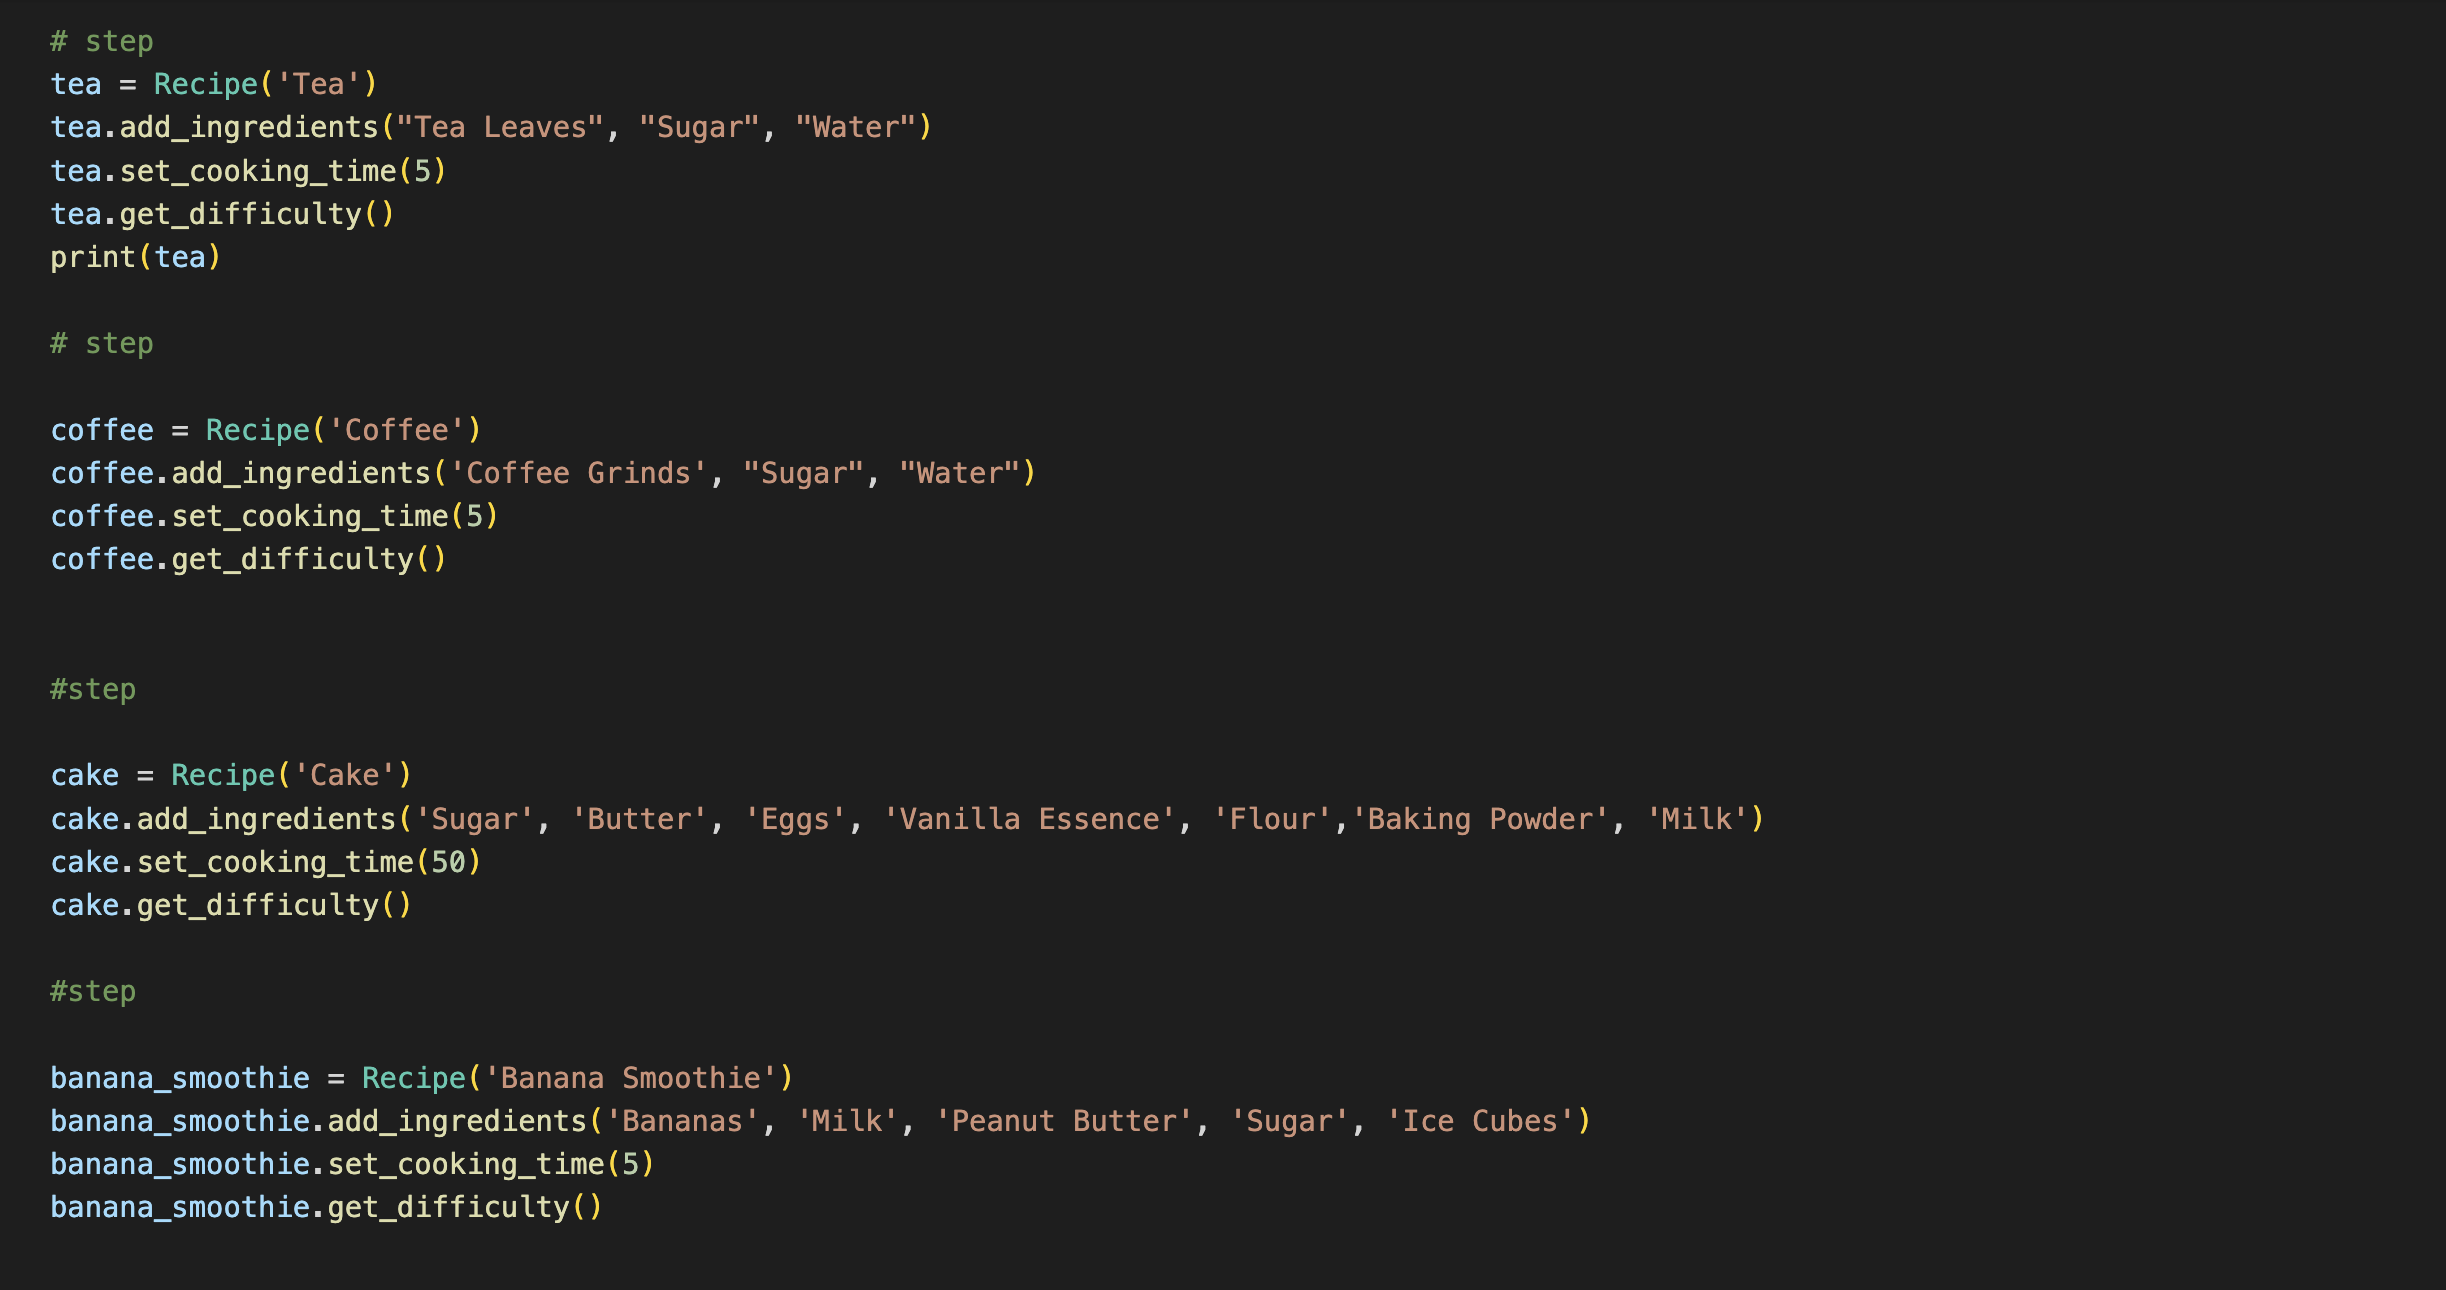 # step
tea = Recipe('Tea')
tea.add_ingredients("Tea Leaves", "Sugar", "Water")
tea.set_cooking_time(5)
tea.get_difficulty()
print(tea)
# step
coffee = Recipe('Coffee')
coffee.add_ingredients('Coffee Grinds', "Sugar", "Water")
coffee.set_cooking_time(5)
coffee.get_difficulty()
#step
cake = Recipe('Cake')
cake.add_ingredients('Sugar', 'Butter', 'Eggs', 'Vanilla Essence', 'Flour','Baking Powder', 'Milk')
cake.set_cooking_time(50)
cake.get_difficulty()
#step
banana_smoothie = Recipe('Banana Smoothie')
banana_smoothie.add_ingredients('Bananas', 'Milk', 'Peanut Butter', 'Sugar', 'Ice Cubes')
banana_smoothie.set_cooking_time(5)
banana_smoothie.get_difficulty()